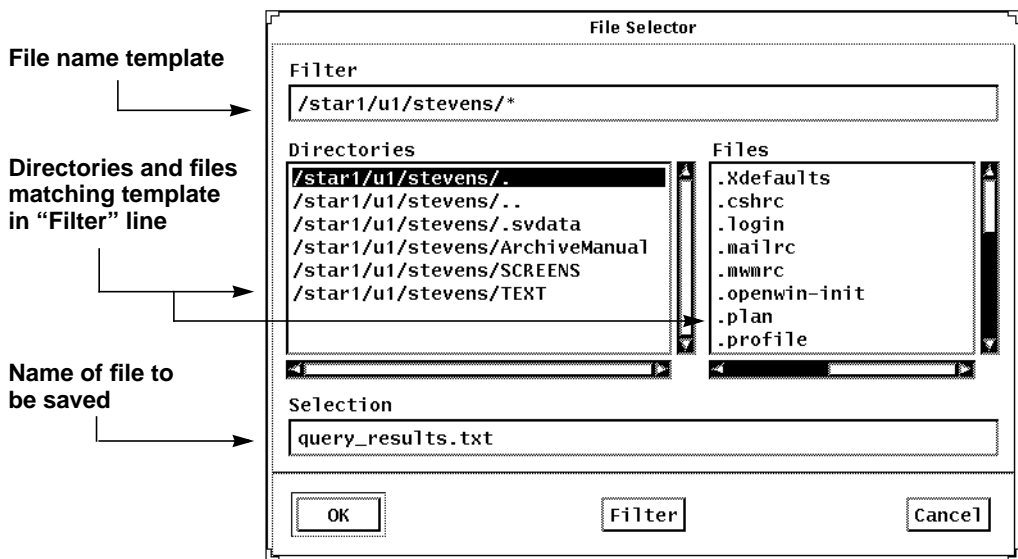 File Selector
File name template
Filter
/star1/u1/stevens/*
Directories and files
matching template
in “Filter” line
Directories
/star1/u1/stevens/.
/star1/u1/stevens/..
/star1/u1/stevens/.svdata
/star1/u1/stevens/ArchiveManual
/star1/u1/stevens/SCREENS
/star1/u1/stevens/TEXT
Files
.Xdefaults
.cshrc
.login
.mailrc
.mwmrc
.openwin-init
.plan
.profile
Name of file to
be saved
Selection
query_results.txt
OK
Filter
Cancel